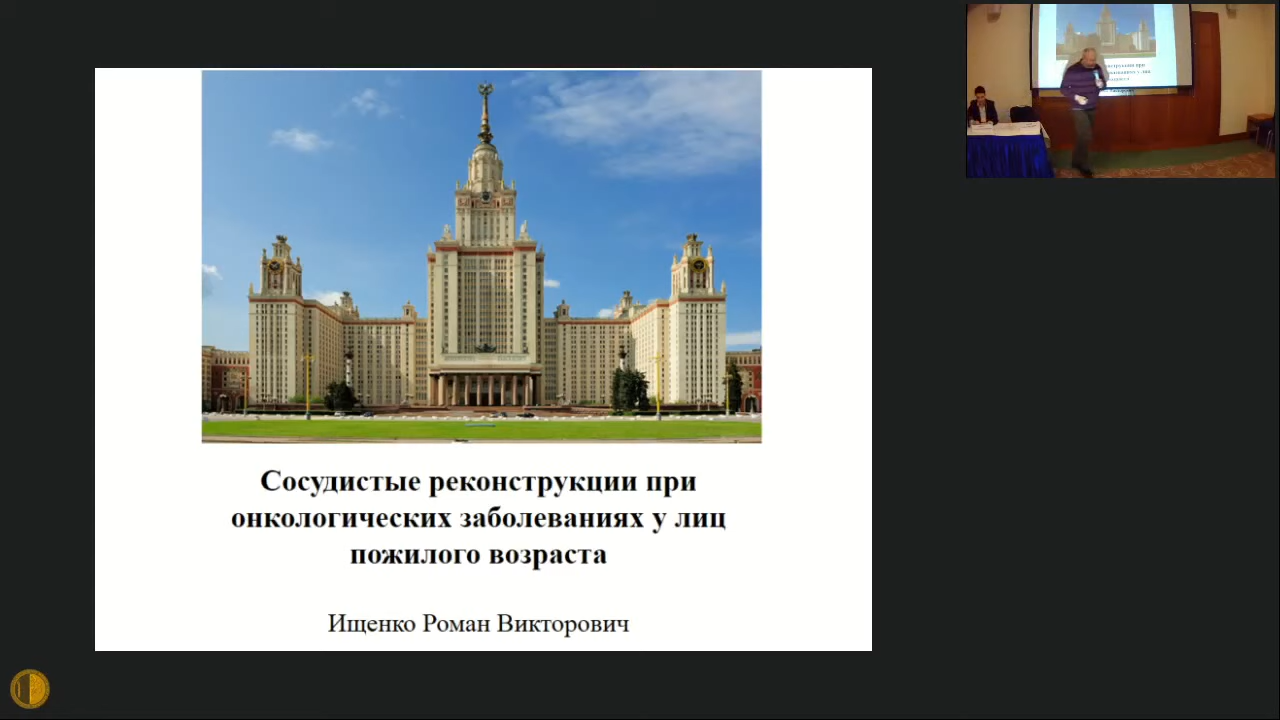 Сосудистые реконструкции при
онкологических заболеваниях у лиц
пожилого возраста
Ищенко Роман Викторович